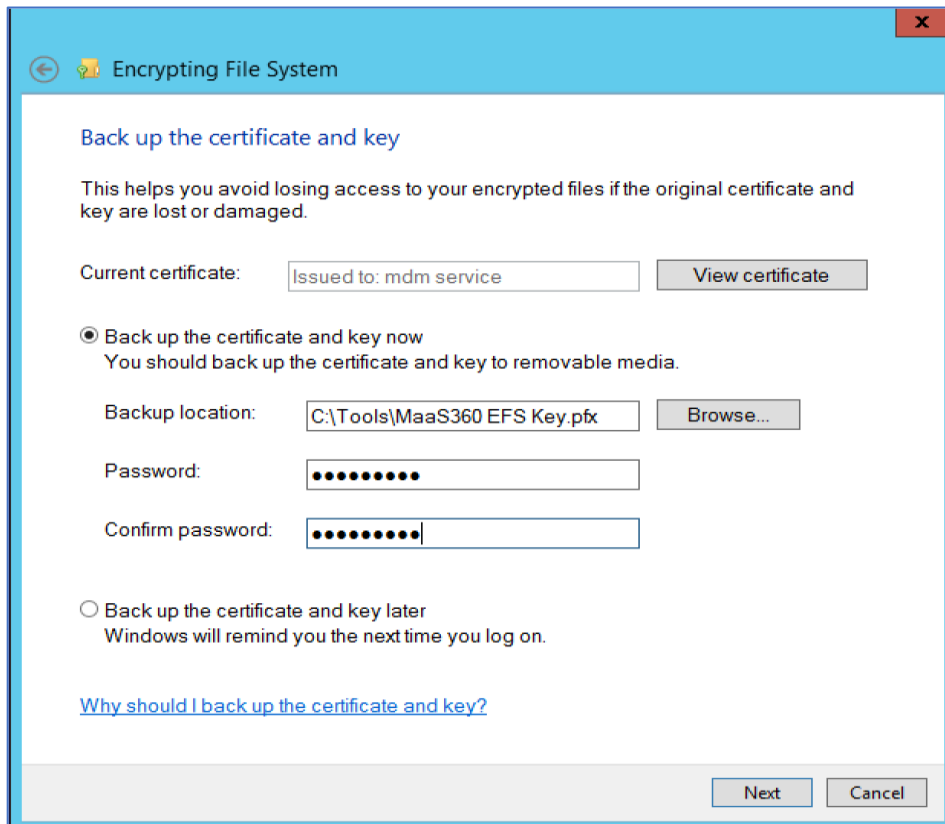 x
Encrypting File System
Back up the certificate and key
This helps you avoid losing access to your encrypted files if the original certificate and
key are lost or damaged.
Current certificate: Issued to: mdm service View certificate
Back up the certificate and key now
You should back up the certificate and key to removable media.
Backup location: C:\Tools\MaaS360 EFS Key.pfx Browse...
Password: ●●●●●●●●●
Confirm password: ●●●●●●●●●
Back up the certificate and key later
Windows will remind you the next time you log on.
Why should I back up the certificate and key?
Next Cancel